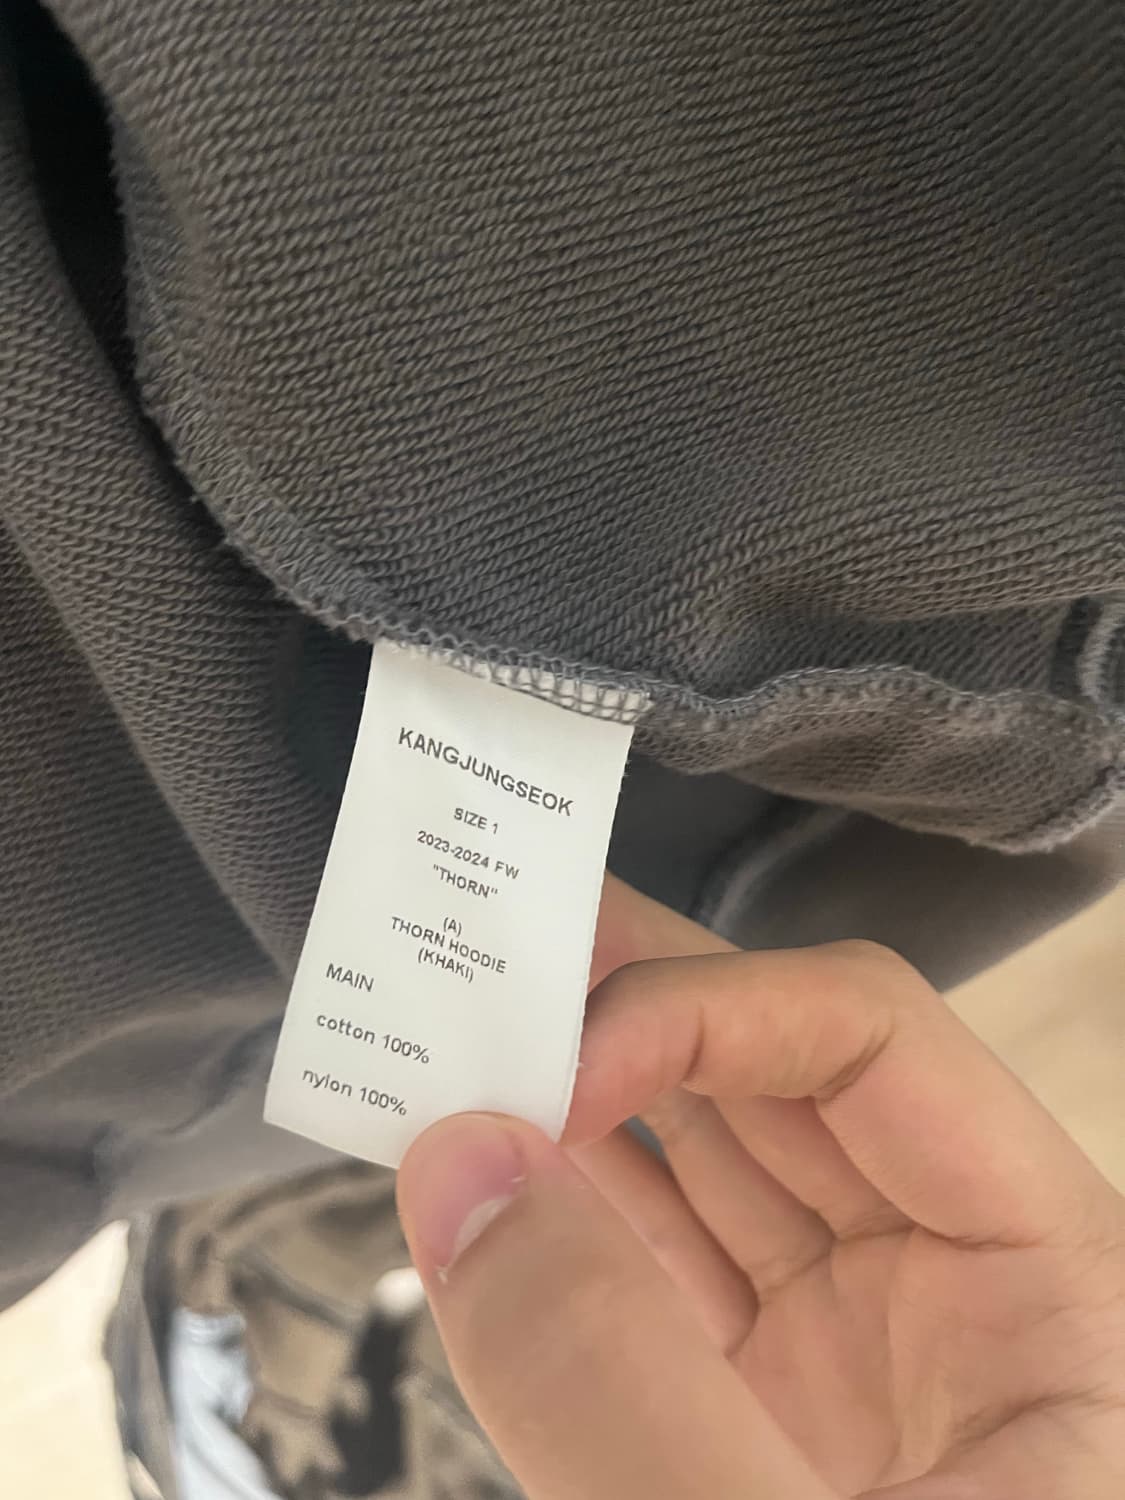 KANGJUNGSEOK
SIZE 1
2023-2024 FW
"THORN"
(A)
THORN HOODIE
(KHAKI)
MAIN
cotton 100%
nylon 100%